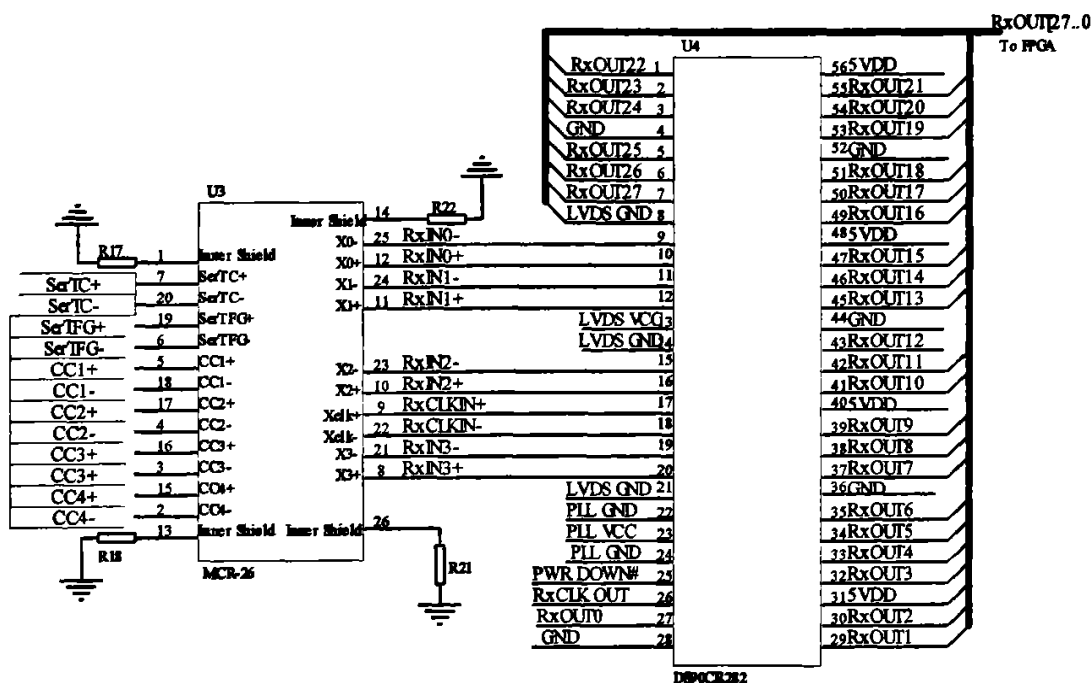 RxOUT[27..0
To FPGA
U4
RxOUT22 1
RxOUT23 2
RxOUT24 3
GND 4
RxOUT25 5
RxOUT26 6
RxOUT27 7
LVDS GND 8
9
10
11
12
LVDS VCC 13
LVDS GND 14
15
16
17
18
19
20
LVDS GND 21
PLL GND 22
PLL VCC 23
PLL GND 24
PWR DOWN# 25
RxCLK OUT 26
RxOUT0 27
GND 28
56 5VDD
55 RxOUT21
54 RxOUT20
53 RxOUT19
52 GND
51 RxOUT18
50 RxOUT17
49 RxOUT16
48 5VDD
47 RxOUT15
46 RxOUT14
45 RxOUT13
44 GND
43 RxOUT12
42 RxOUT11
41 RxOUT10
40 5VDD
39 RxOUT9
38 RxOUT8
37 RxOUT7
36 GND
35 RxOUT6
34 RxOUT5
33 RxOUT4
32 RxOUT3
31 5VDD
30 RxOUT2
29 RxOUT1
DS90CR282
U3
R17
R22
R18
R21
SerTC+ 7 SerTC+
SerTC- 20 SerTC-
SerTFG+ 19 SerTFG+
SerTFG- 6 SerTFG-
CC1+ 5 CC1+
CC1- 18 CC1-
CC2+ 17 CC2+
CC2- 4 CC2-
CC3+ 16 CC3+
CC3+ 3 CC3-
CC4+ 15 CC4+
CC4- 2 CC4-
1 Inner Shield
13 Inner Shield
Inner Shield 14
X0- 25 RxIN0-
X0+ 12 RxIN0+
X1- 24 RxIN1-
X1+ 11 RxIN1+
X2- 23 RxIN2-
X2+ 10 RxIN2+
Xclk+ 9 RxCLKIN+
Xclk- 22 RxCLKIN-
X3- 21 RxIN3-
X3+ 8 RxIN3+
Inner Shield 26
MCR-26